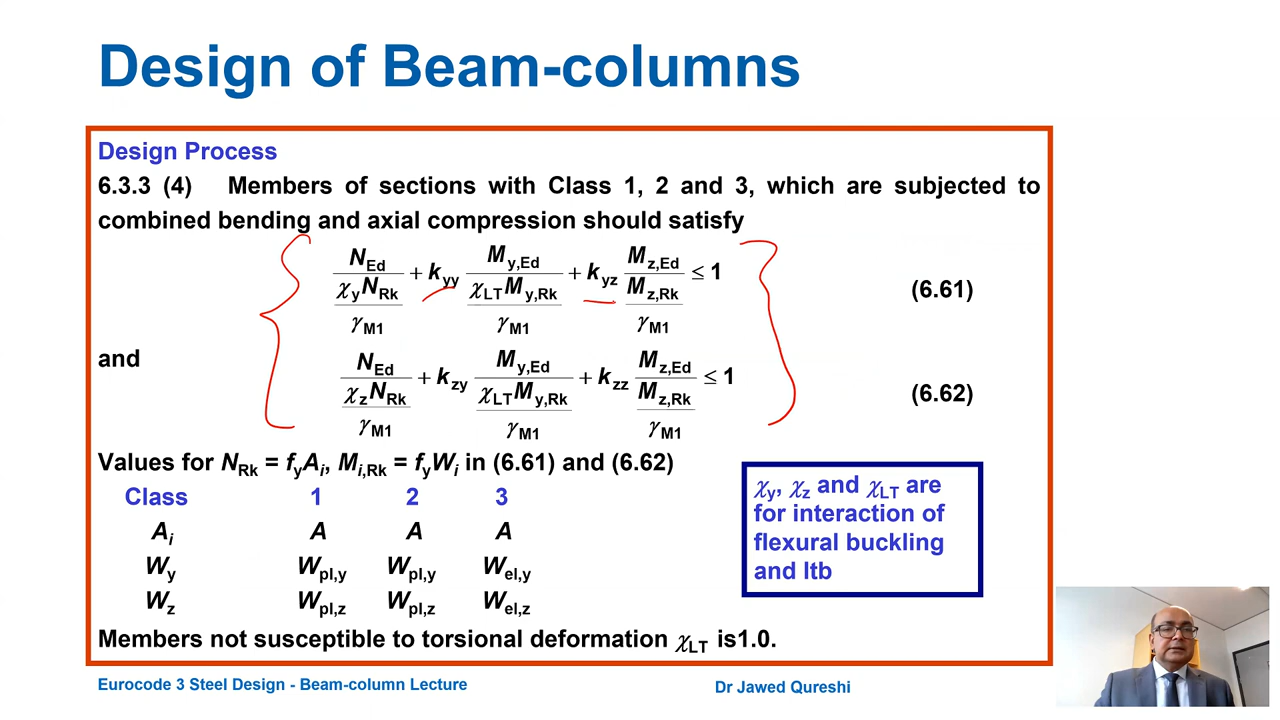 Design of Beam-columns
Design Process
6.3.3 (4) Members of sections with Class 1, 2 and 3, which are subjected to
combined bending and axial compression should satisfy
N_Ed / (χ_y N_Rk / γ_M1) + k_yy M_y,Ed / (χ_LT M_y,Rk / γ_M1) + k_yz M_z,Ed / (M_z,Rk / γ_M1) ≤ 1 (6.61)
and
N_Ed / (χ_z N_Rk / γ_M1) + k_zy M_y,Ed / (χ_LT M_y,Rk / γ_M1) + k_zz M_z,Ed / (M_z,Rk / γ_M1) ≤ 1 (6.62)
Values for N_Rk = f_yA_i, M_i,Rk = f_yW_i in (6.61) and (6.62)
Class 1 2 3
A_i A A A
W_y W_pl,y W_pl,y W_el,y
W_z W_pl,z W_pl,z W_el,z
Members not susceptible to torsional deformation χ_LT is1.0.
χ_y, χ_z and χ_LT are
for interaction of
flexural buckling
and ltb
Eurocode 3 Steel Design - Beam-column Lecture
Dr Jawed Qureshi